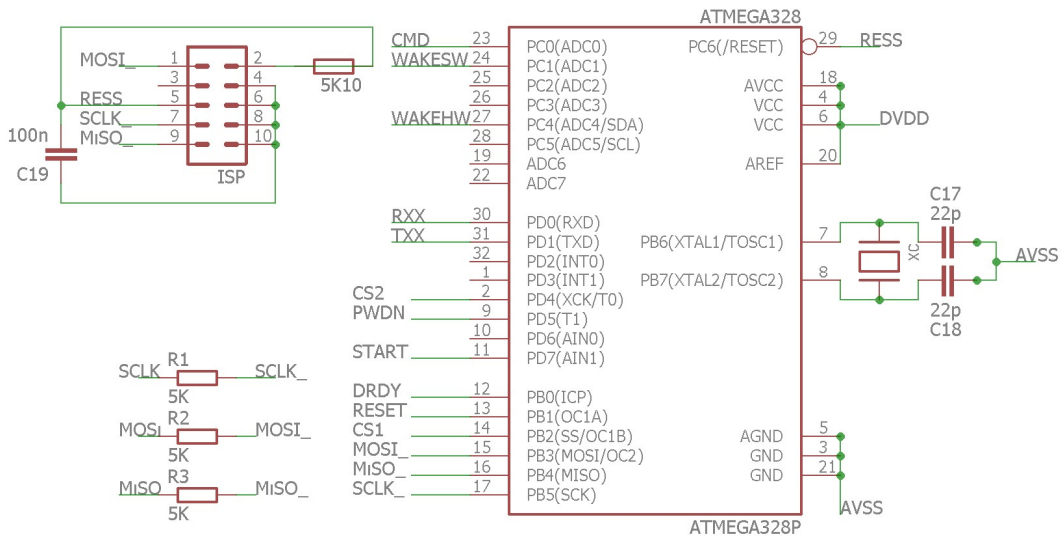 ATMEGA328
MOSI_ 1 2
5K10
3 4
RESS 5 6
SCLK_ 7 8
MISO_ 9 10
100n
C19
ISP
CMD 23 PC0(ADC0)
WAKESW 24 PC1(ADC1)
25 PC2(ADC2)
26 PC3(ADC3)
WAKEHW 27 PC4(ADC4/SDA)
28 PC5(ADC5/SCL)
19 ADC6
22 ADC7
RXX 30 PD0(RXD)
TXX 31 PD1(TXD)
32 PD2(INT0)
1 PD3(INT1)
CS2 2 PD4(XCK/T0)
PWDN 9 PD5(T1)
10 PD6(AIN0)
START 11 PD7(AIN1)
DRDY 12 PB0(ICP)
RESET 13 PB1(OC1A)
CS1 14 PB2(SS/OC1B)
MOSI_ 15 PB3(MOSI/OC2)
MISO_ 16 PB4(MISO)
SCLK_ 17 PB5(SCK)
PC6(/RESET) 29 RESS
AVCC 18
VCC 4
VCC 6 DVDD
AREF 20
PB6(XTAL1/TOSC1) 7
PB7(XTAL2/TOSC2) 8
XC
C17
22p
AVSS
22p
C18
AGND 5
GND 3
GND 21
AVSS
ATMEGA328P
R1
SCLK SCLK_
5K
R2
MOSI MOSI_
5K
R3
MISO MISO_
5K